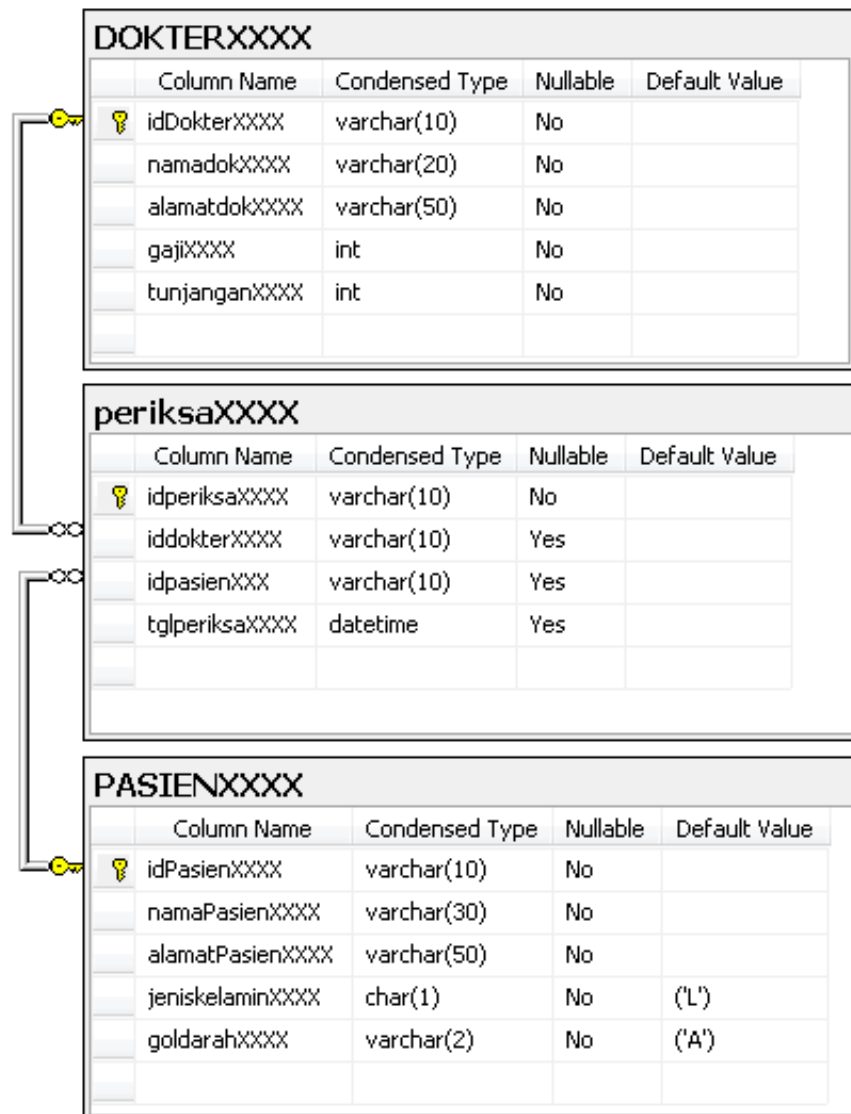 DOKTERXXXX
Column Name Condensed Type Nullable Default Value
idDokterXXXX varchar(10) No
namadokXXXX varchar(20) No
alamatdokXXXX varchar(50) No
gajiXXXX int No
tunjanganXXXX int No
periksaXXXX
Column Name Condensed Type Nullable Default Value
idperiksaXXXX varchar(10) No
iddokterXXXX varchar(10) Yes
idpasienXXX varchar(10) Yes
tglperiksaXXXX datetime Yes
PASIENXXXX
Column Name Condensed Type Nullable Default Value
idPasienXXXX varchar(10) No
namaPasienXXXX varchar(30) No
alamatPasienXXXX varchar(50) No
jeniskelaminXXXX char(1) No ('L')
goldarahXXXX varchar(2) No ('A')